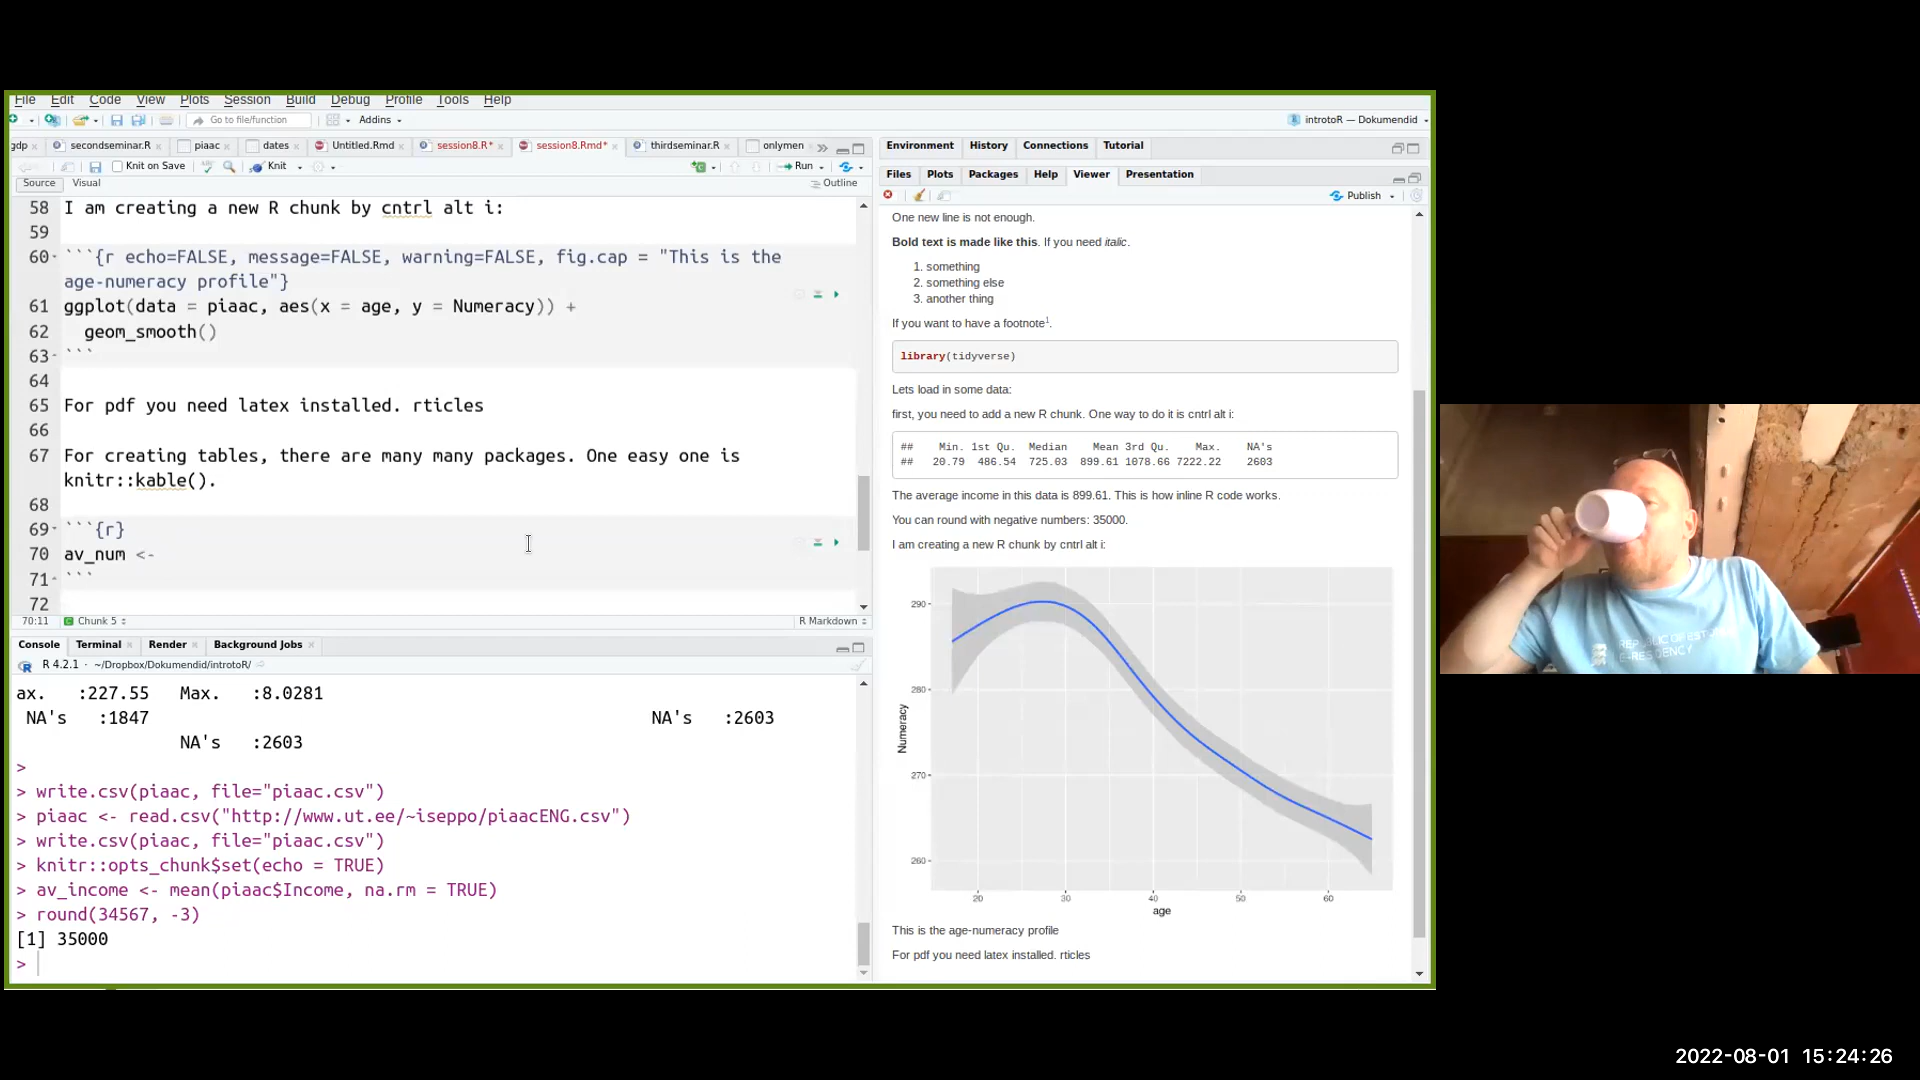 File Edit Code View Plots Session Build Debug Profile Tools Help
Go to file/function Addins introtoR — Dokumendid
gdp secondseminar.R piaac dates Untitled.Rmd session8.R* session8.Rmd* thirdseminar.R onlymen
Knit on Save Knit Run
Source Visual Outline
58 I am creating a new R chunk by cntrl alt i:
59
60 ```{r echo=FALSE, message=FALSE, warning=FALSE, fig.cap = "This is the
age-numeracy profile"}
61 ggplot(data = piaac, aes(x = age, y = Numeracy)) +
62 geom_smooth()
63 ```
64
65 For pdf you need latex installed. rticles
66
67 For creating tables, there are many many packages. One easy one is
knitr::kable().
68
69 ```{r}
70 av_num <-
71 ```
72
70:11 Chunk 5 R Markdown
Console Terminal Render Background Jobs
R 4.2.1 · ~/Dropbox/Dokumendid/introtoR/
ax. :227.55 Max. :8.0281
NA's :1847 NA's :2603
NA's :2603
>
> write.csv(piaac, file="piaac.csv")
> piaac <- read.csv("http://www.ut.ee/~iseppo/piaacENG.csv")
> write.csv(piaac, file="piaac.csv")
> knitr::opts_chunk$set(echo = TRUE)
> av_income <- mean(piaac$Income, na.rm = TRUE)
> round(34567, -3)
[1] 35000
>
Environment History Connections Tutorial
Files Plots Packages Help Viewer Presentation
Publish
One new line is not enough.
Bold text is made like this. If you need italic.
1. something
2. something else
3. another thing
If you want to have a footnote1.
library(tidyverse)
Lets load in some data:
first, you need to add a new R chunk. One way to do it is cntrl alt i:
## Min. 1st Qu. Median Mean 3rd Qu. Max. NA's
## 20.79 486.54 725.03 899.61 1078.66 7222.22 2603
The average income in this data is 899.61. This is how inline R code works.
You can round with negative numbers: 35000.
I am creating a new R chunk by cntrl alt i:
290
280
270
260
Numeracy
20 30 40 50 60
age
This is the age-numeracy profile
For pdf you need latex installed. rticles
REPUBLIC OF ESTONIA
E-RESIDENCY
2022-08-01 15:24:26